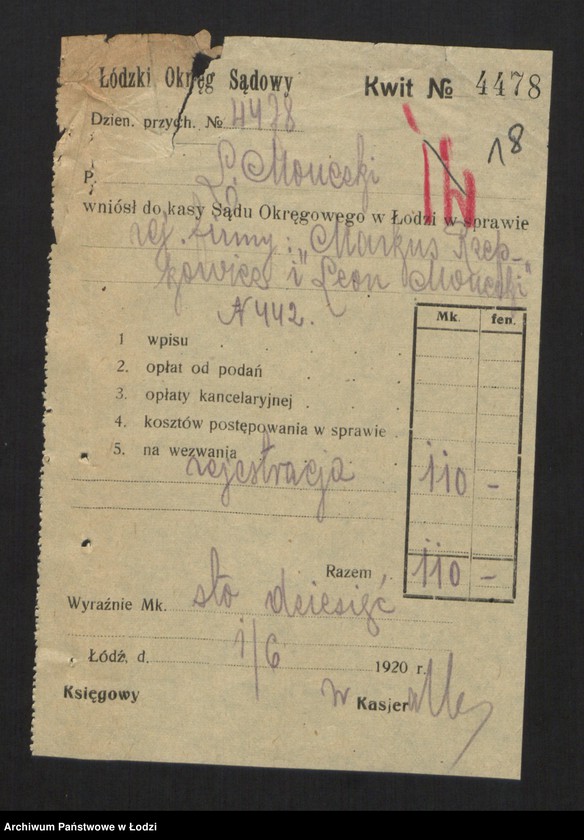 Łódzki Okręg Sądowy
Kwit № 4478
Dzien. przych. № 4478
18
P. L. Moneski
wniósł do kasy Sądu Okręgowego w Łodzi w sprawie
rej. firmy: „Markus Rzep-
kowicz i Leon Moneski"
N 442.
Mk. fen.
1 wpisu
2. opłat od podań
3. opłaty kancelaryjnej
4. kosztów postępowania w sprawie
5. na wezwania
rejestracja 110 -
Razem 110 -
Wyraźnie Mk. sto dziesięć
Łódź, d. 1/6 1920 r.
Księgowy
Kasjer
Archiwum Państwowe w Łodzi